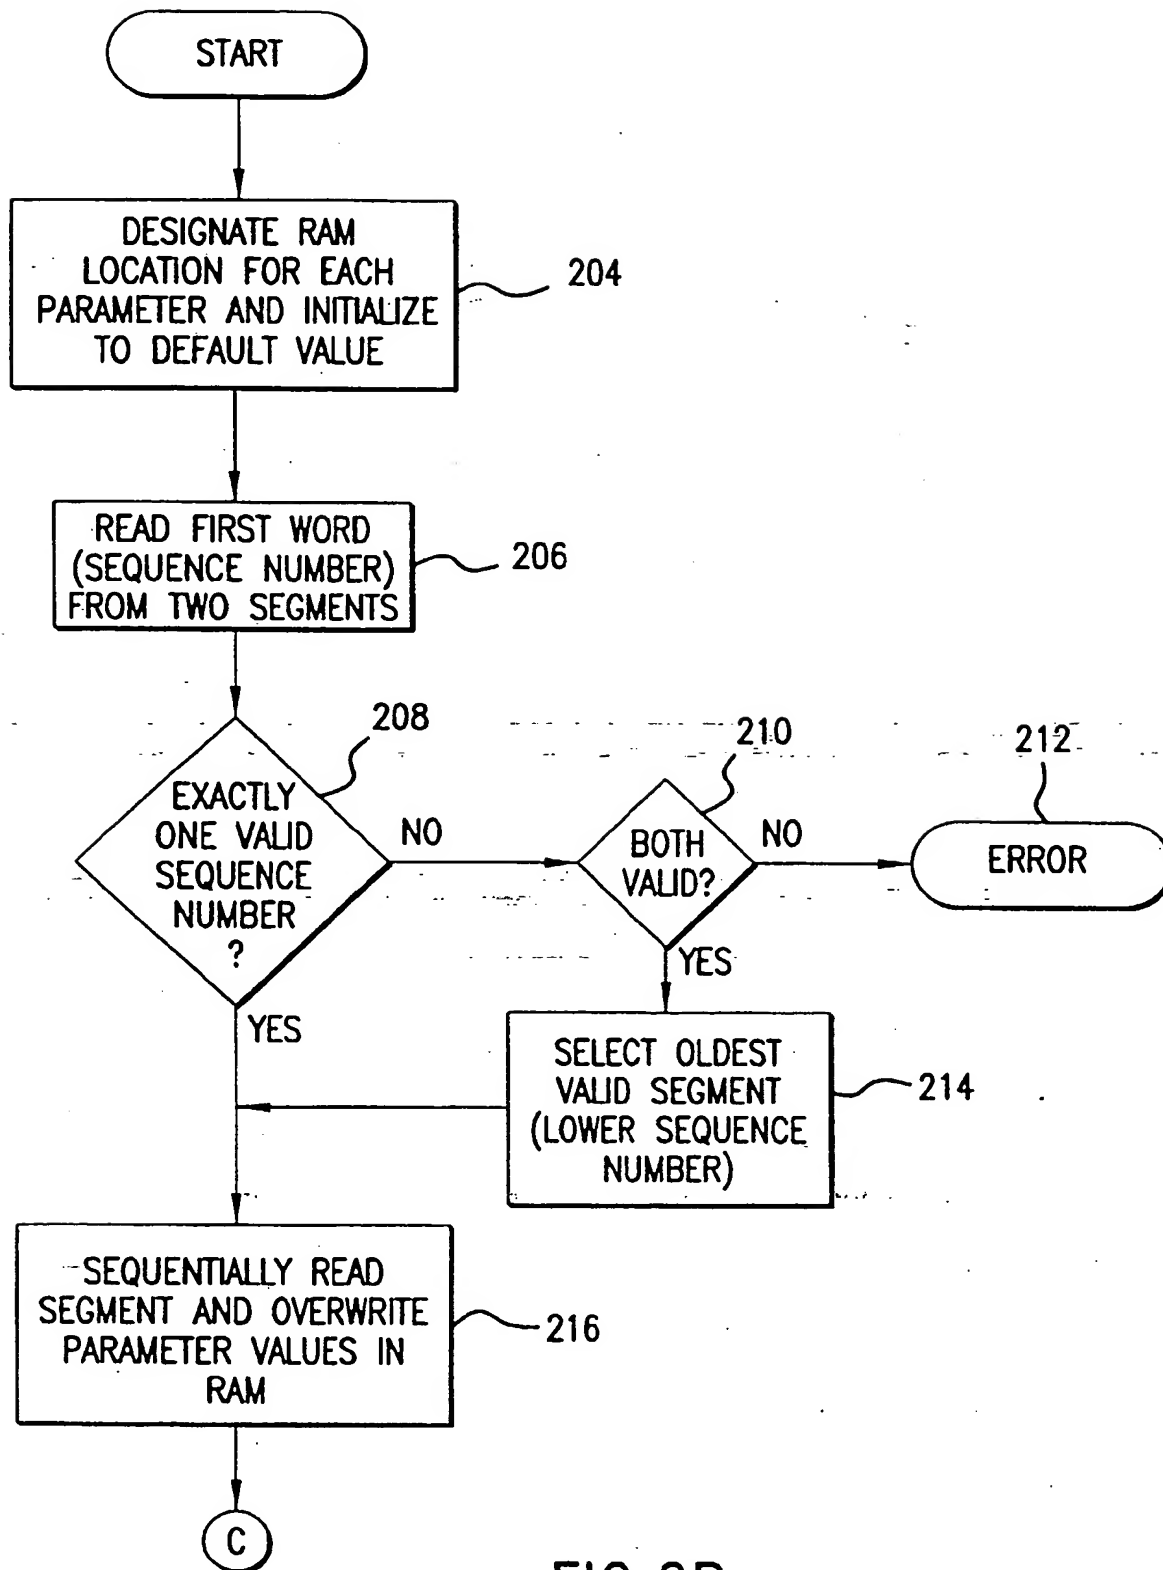 START
DESIGNATE RAM
LOCATION FOR EACH
PARAMETER AND INITIALIZE
TO DEFAULT VALUE
204
READ FIRST WORD
(SEQUENCE NUMBER)
FROM TWO SEGMENTS
206
208
EXACTLY
ONE VALID
SEQUENCE
NUMBER
?
NO
YES
210
BOTH
VALID?
NO
YES
212
ERROR
SELECT OLDEST
VALID SEGMENT
(LOWER SEQUENCE
NUMBER)
214
SEQUENTIALLY READ
SEGMENT AND OVERWRITE
PARAMETER VALUES IN
RAM
216
C